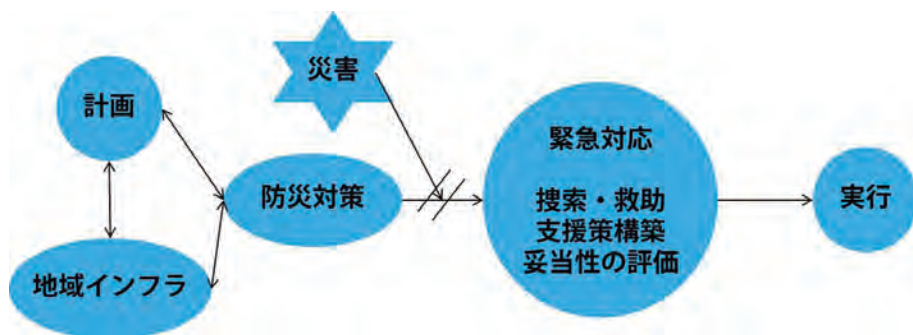 計画
地域インフラ
防災対策
災害
緊急対応
捜索・救助
支援策構築
妥当性の評価
実行